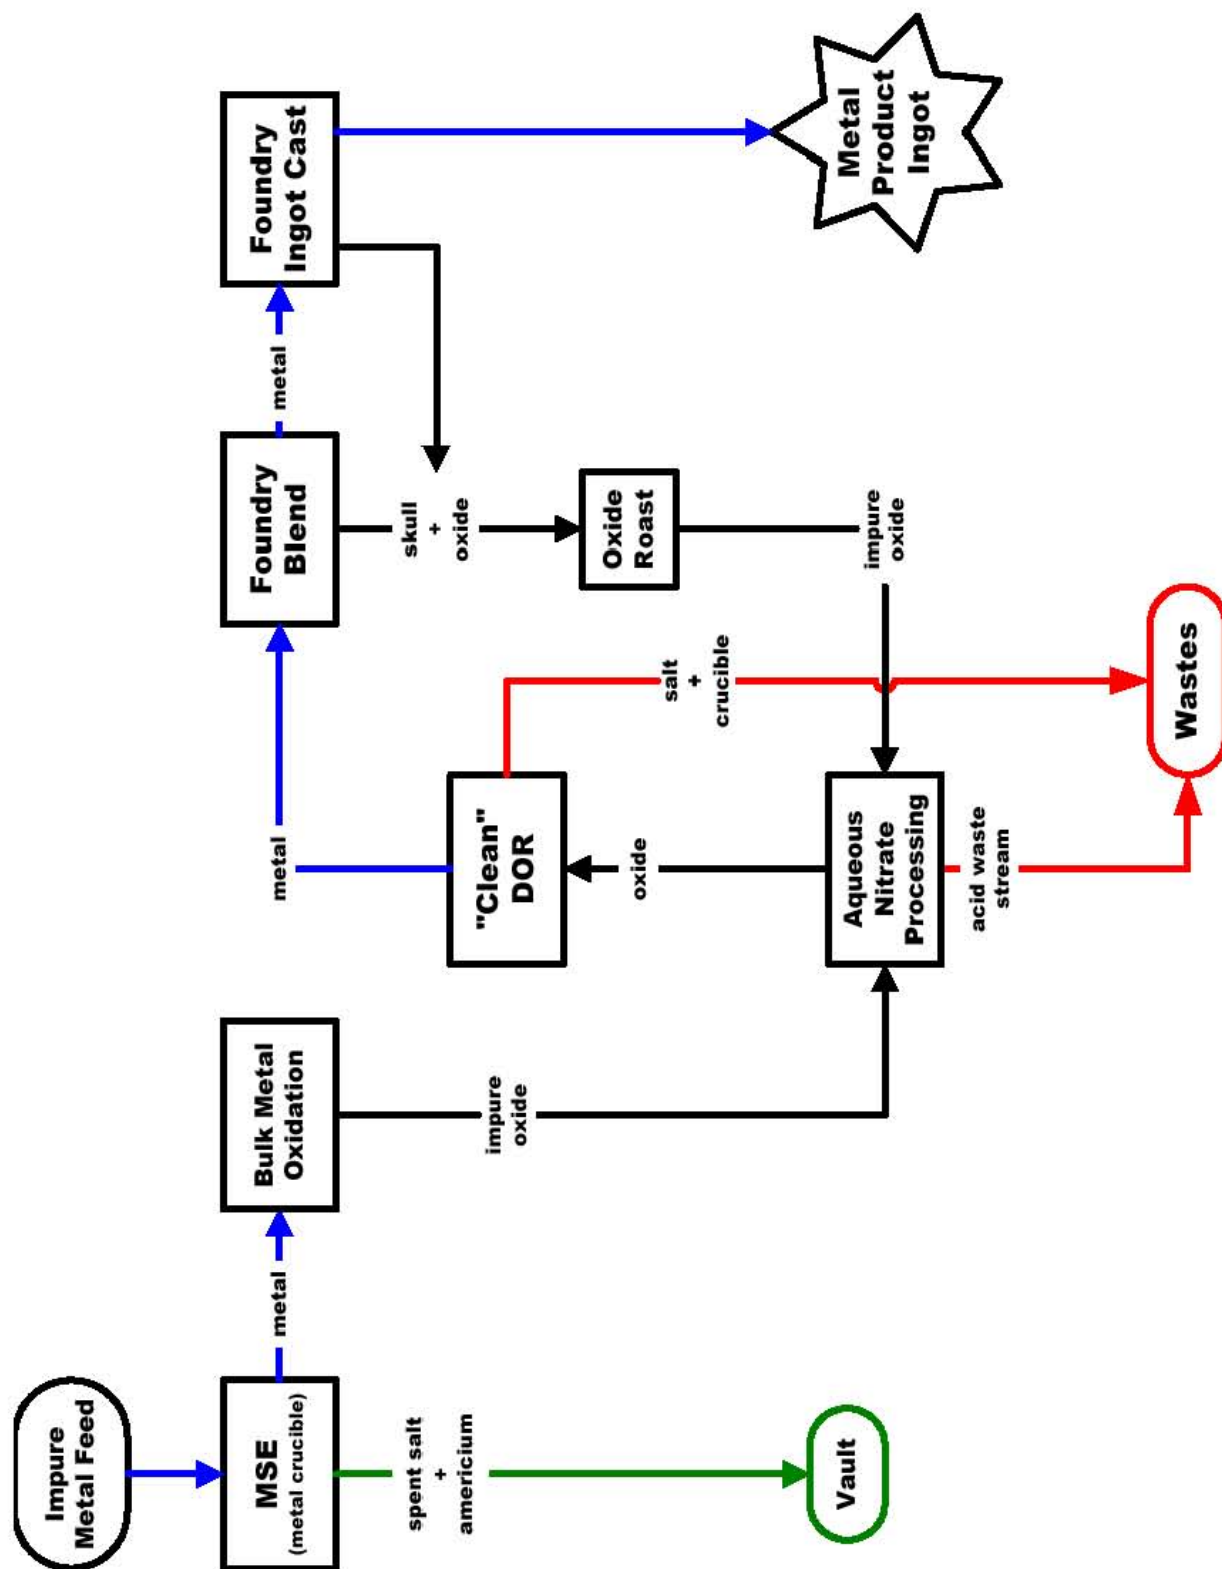 Impure
Metal Feed
MSE
(metal crucible)
metal
Bulk Metal
Oxidation
spent salt
+
americium
Vault
impure
oxide
metal
"Clean"
DOR
oxide
Aqueous
Nitrate
Processing
acid waste
stream
salt
+
crucible
Wastes
Foundry
Blend
metal
Foundry
Ingot Cast
skull
+
oxide
Oxide
Roast
impure
oxide
Metal
Product
Ingot